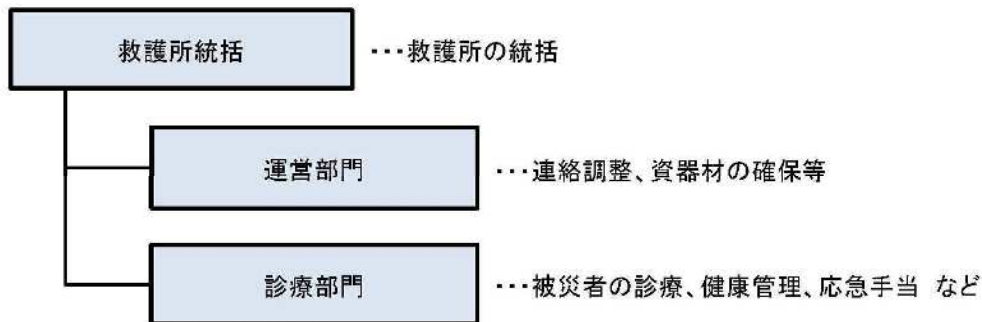 救護所統括 ・・・救護所の統括
運営部門 ・・・連絡調整、資器材の確保等
診療部門 ・・・被災者の診療、健康管理、応急手当 など